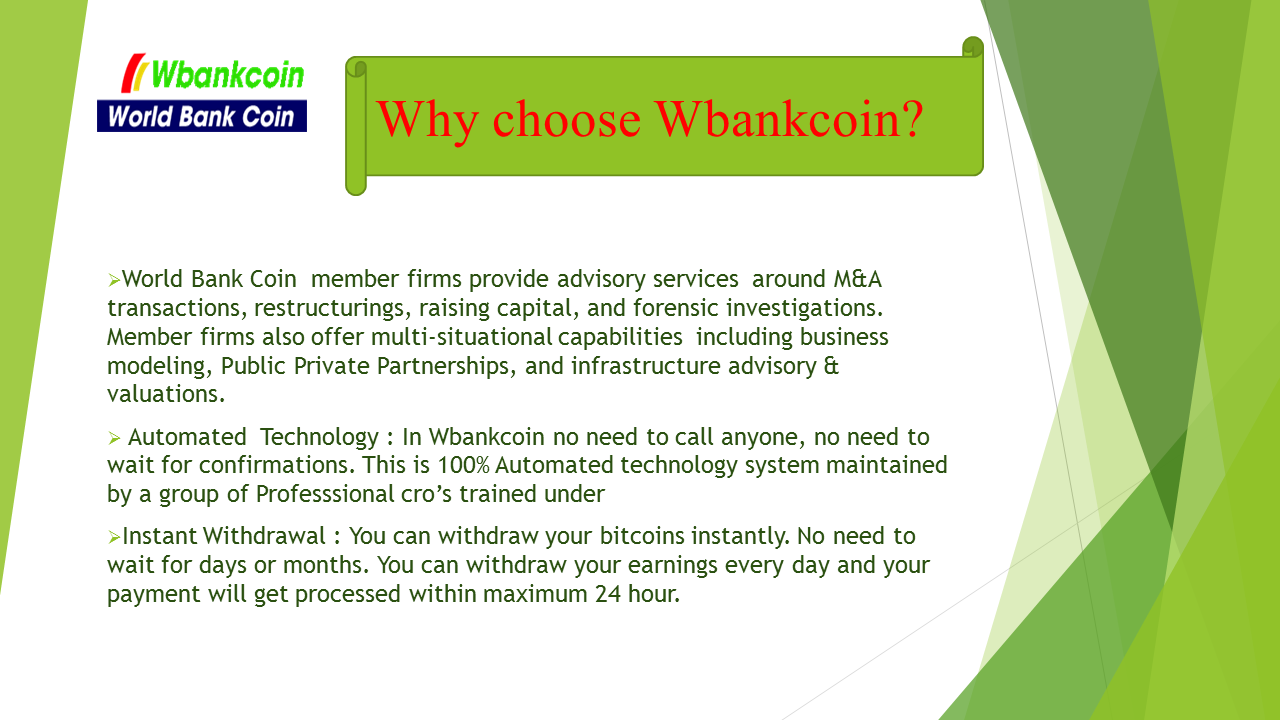 Wbankcoin
World Bank Coin
Why choose Wbankcoin?
➢World Bank Coin member firms provide advisory services around M&A
transactions, restructurings, raising capital, and forensic investigations.
Member firms also offer multi-situational capabilities including business
modeling, Public Private Partnerships, and infrastructure advisory &
valuations.
➢ Automated Technology : In Wbankcoin no need to call anyone, no need to
wait for confirmations. This is 100% Automated technology system maintained
by a group of Professsional cro’s trained under
➢Instant Withdrawal : You can withdraw your bitcoins instantly. No need to
wait for days or months. You can withdraw your earnings every day and your
payment will get processed within maximum 24 hour.